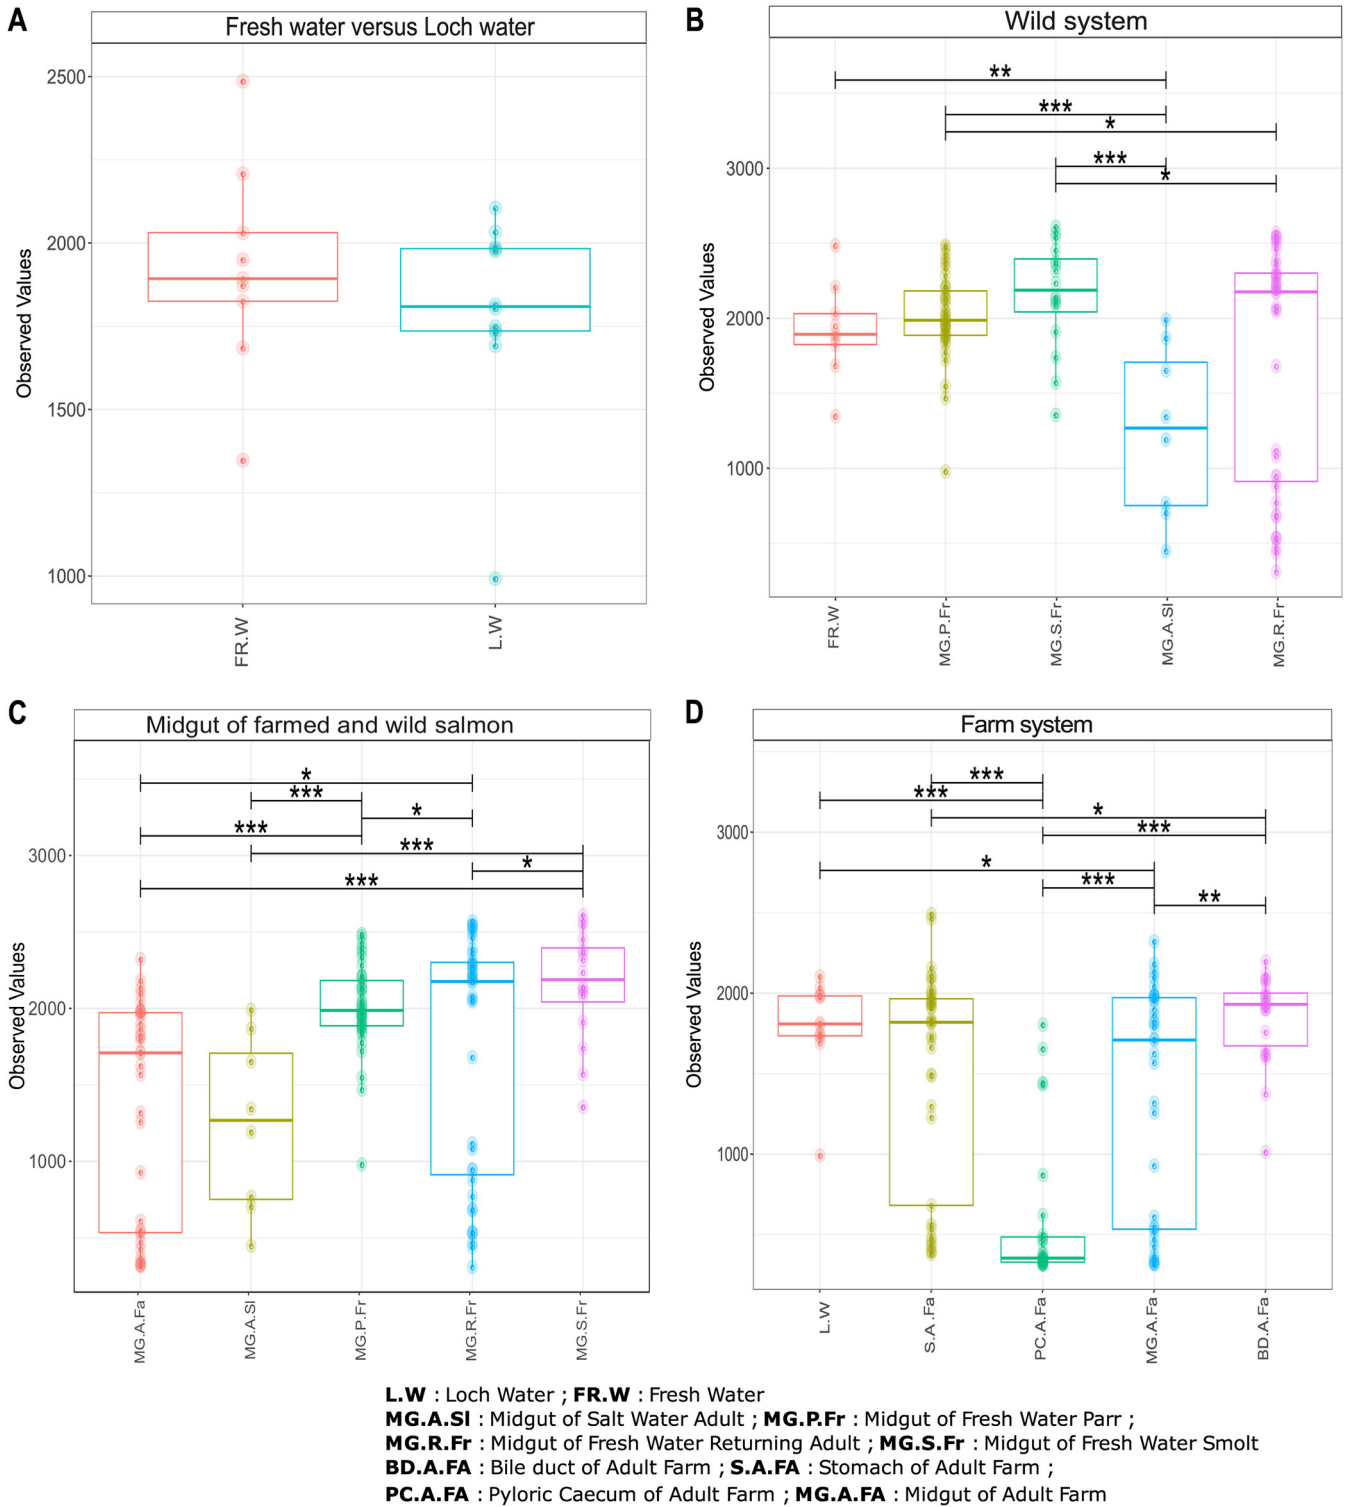 A
Fresh water versus Loch water
Observed Values
2500
2000
1500
1000
FR.W
L.W
B
Wild system
Observed Values
3000
2000
1000
**
***
*
***
*
FR.W
MG.P.Fr
MG.S.Fr
MG.A.Sl
MG.R.Fr
C
Midgut of farmed and wild salmon
Observed Values
3000
2000
1000
*
***
*
***
***
*
***
MG.A.Fa
MG.A.Sl
MG.P.Fr
MG.R.Fr
MG.S.Fr
D
Farm system
Observed Values
3000
2000
1000
***
***
*
***
*
***
**
L.W
S.A .Fa
PC.A.Fa
MG.A.Fa
BD.A.Fa
L.W : Loch Water ; FR.W : Fresh Water
MG.A.Sl : Midgut of Salt Water Adult ; MG.P.Fr : Midgut of Fresh Water Parr ;
MG.R.Fr : Midgut of Fresh Water Returning Adult ; MG.S.Fr : Midgut of Fresh Water Smolt
BD.A.FA : Bile duct of Adult Farm ; S.A.FA : Stomach of Adult Farm ;
PC.A.FA : Pyloric Caecum of Adult Farm ; MG.A.FA : Midgut of Adult Farm